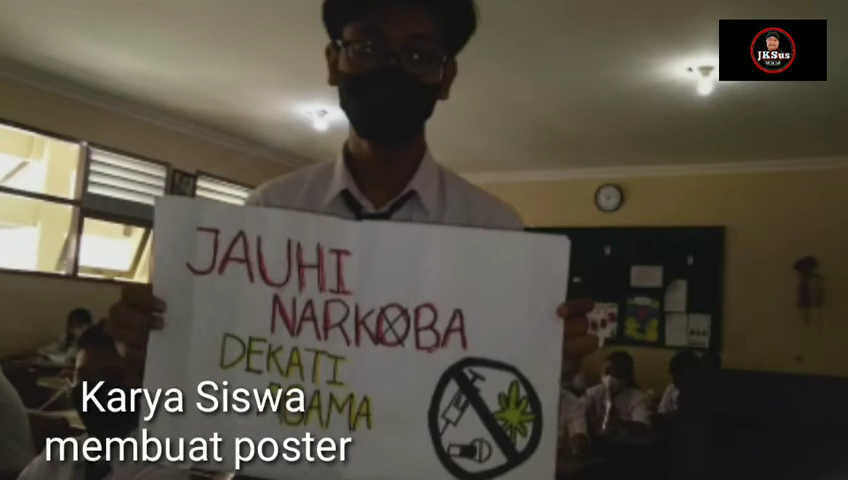 JKSus
JAUHI
NARKOBA
DEKATI
AGAMA
Karya Siswa
membuat poster